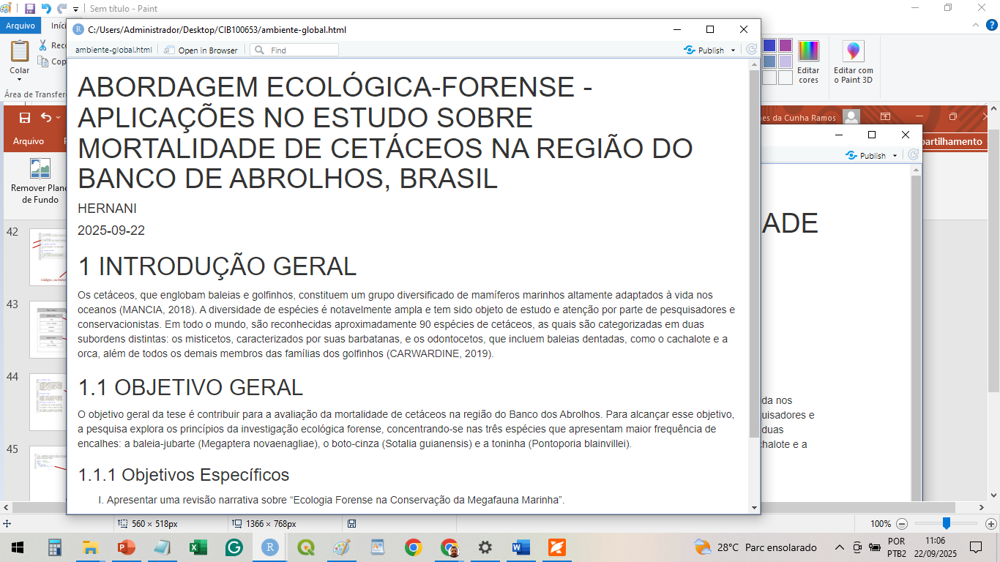 Sem título - Paint
Arquivo
Iníci
Colar
Reco
Cop
Área de Transfere
Editar
cores
Editar com
o Paint 3D
C:/Users/Administrador/Desktop/CIB100653/ambiente-global.html
ambiente-global.html
Open in Browser
Find
Publish
ABORDAGEM ECOLÓGICA-FORENSE -
APLICAÇÕES NO ESTUDO SOBRE
MORTALIDADE DE CETÁCEOS NA REGIÃO DO
BANCO DE ABROLHOS, BRASIL
HERNANI
2025-09-22
1 INTRODUÇÃO GERAL
Os cetáceos, que englobam baleias e golfinhos, constituem um grupo diversificado de mamíferos marinhos altamente adaptados à vida nos
oceanos (MANCIA, 2018). A diversidade de espécies é notavelmente ampla e tem sido objeto de estudo e atenção por parte de pesquisadores e
conservacionistas. Em todo o mundo, são reconhecidas aproximadamente 90 espécies de cetáceos, as quais são categorizadas em duas
subordens distintas: os misticetos, caracterizados por suas barbatanas, e os odontocetos, que incluem baleias dentadas, como o cachalote e a
orca, além de todos os demais membros das famílias dos golfinhos (CARWARDINE, 2019).
1.1 OBJETIVO GERAL
O objetivo geral da tese é contribuir para a avaliação da mortalidade de cetáceos na região do Banco dos Abrolhos. Para alcançar esse objetivo,
a pesquisa explora os princípios da investigação ecológica forense, concentrando-se nas três espécies que apresentam maior frequência de
encalhes: a baleia-jubarte (Megaptera novaenagliae), o boto-cinza (Sotalia guianensis) e a toninha (Pontoporia blainvillei).
1.1.1 Objetivos Específicos
I. Apresentar uma revisão narrativa sobre “Ecologia Forense na Conservação da Megafauna Marinha”.
es da Cunha Ramos
Arquivo
partilhamento
Remover Plano
de Fundo
Publish
ADE
da nos
uisadores e
duas
halote e a
42
43
44
45
560 × 518px
1366 × 768px
100%
28°C Parc ensolarado
POR
PTB2
11:06
22/09/2025